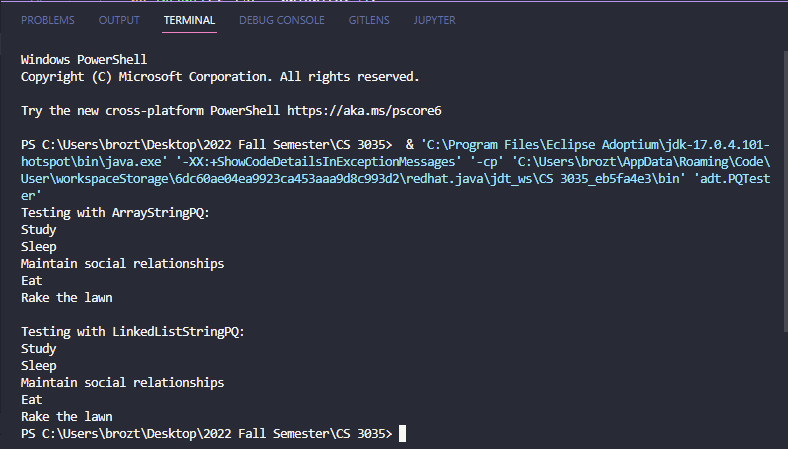 PROBLEMS OUTPUT TERMINAL DEBUG CONSOLE GITLENS JUPYTER
Windows PowerShell
Copyright (C) Microsoft Corporation. All rights reserved.
Try the new cross-platform PowerShell https://aka.ms/pscore6
PS C:\Users\brozt\Desktop\2022 Fall Semester\CS 3035>  & 'C:\Program Files\Eclipse Adoptium\jdk-17.0.4.101-
hotspot\bin\java.exe' '-XX:+ShowCodeDetailsInExceptionMessages' '-cp' 'C:\Users\brozt\AppData\Roaming\Code\
User\workspaceStorage\6dc60ae04ea9923ca453aaa9d8c993d2\redhat.java\jdt_ws\CS 3035_eb5fa4e3\bin' 'adt.PQTest
er'
Testing with ArrayStringPQ:
Study
Sleep
Maintain social relationships
Eat
Rake the lawn
Testing with LinkedListStringPQ:
Study
Sleep
Maintain social relationships
Eat
Rake the lawn
PS C:\Users\brozt\Desktop\2022 Fall Semester\CS 3035>